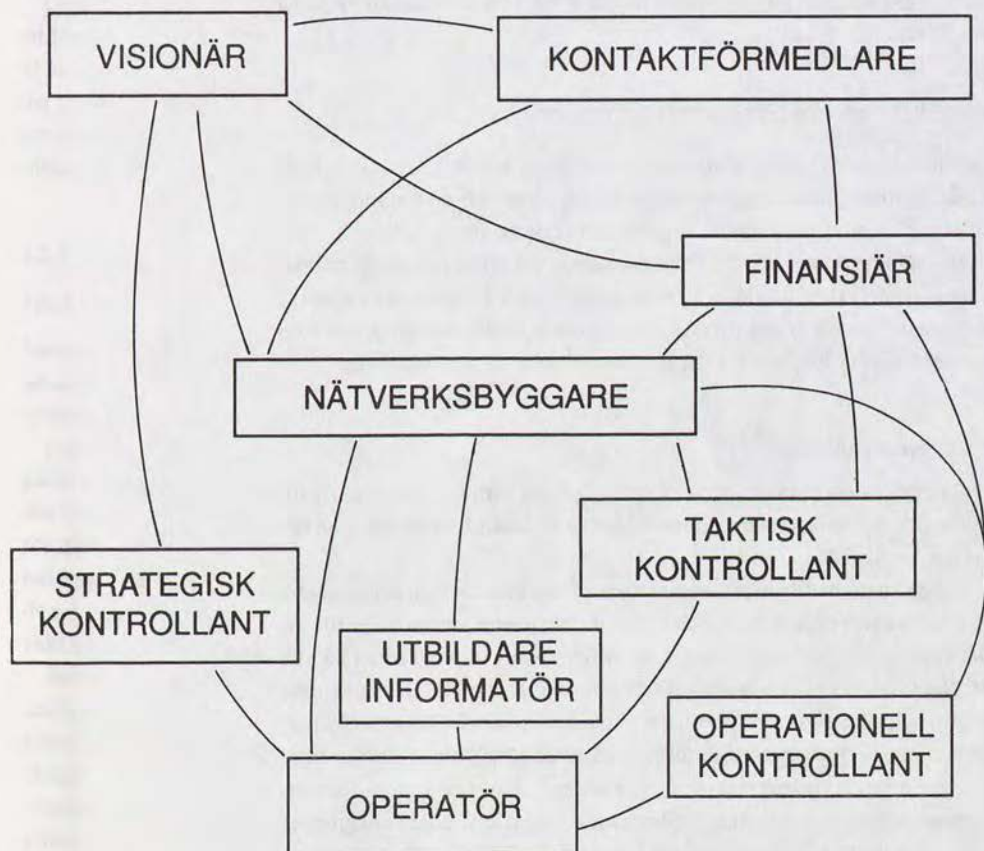 VISIONÄR
KONTAKTFÖRMEDLARE
FINANSIÄR
NÄTVERKSBYGGARE
TAKTISK
KONTROLLANT
STRATEGISK
KONTROLLANT
UTBILDARE
INFORMATÖR
OPERATIONELL
KONTROLLANT
OPERATÖR